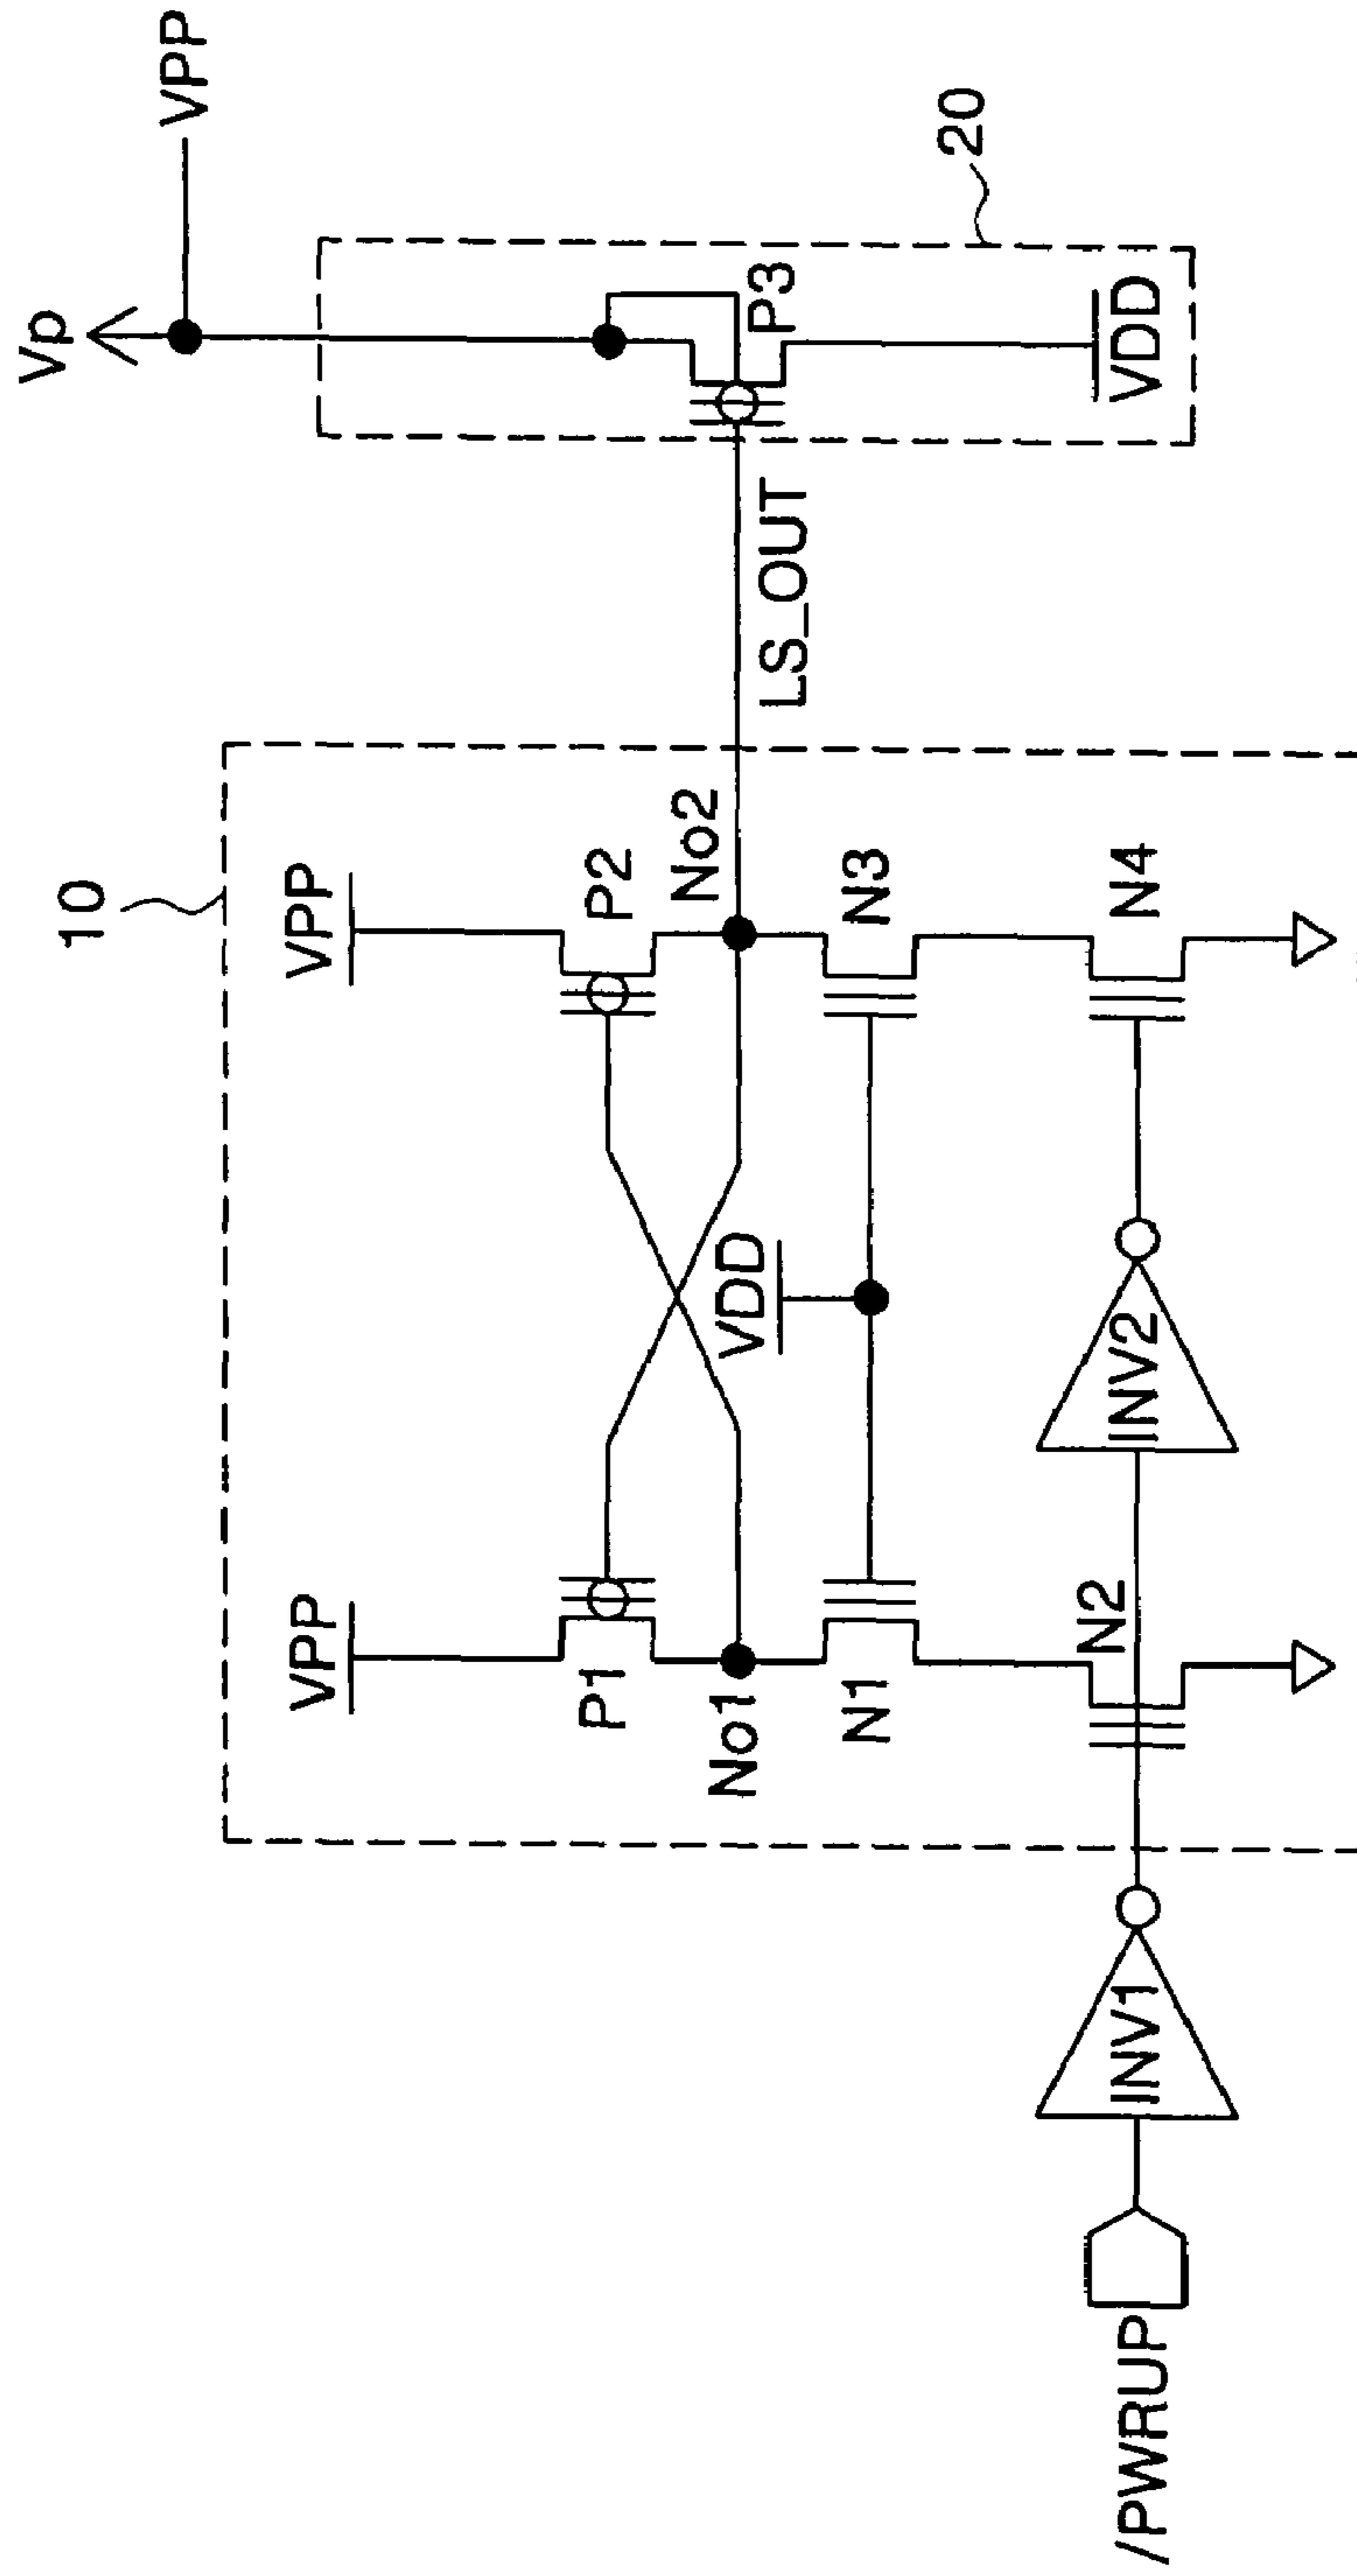 Vp
VPP
10
20
VPP
VPP
P1
P2
P3
No1
No2
LS_OUT
VDD
N1
N3
VDD
N2
N4
/PWRUP
INV1
INV2